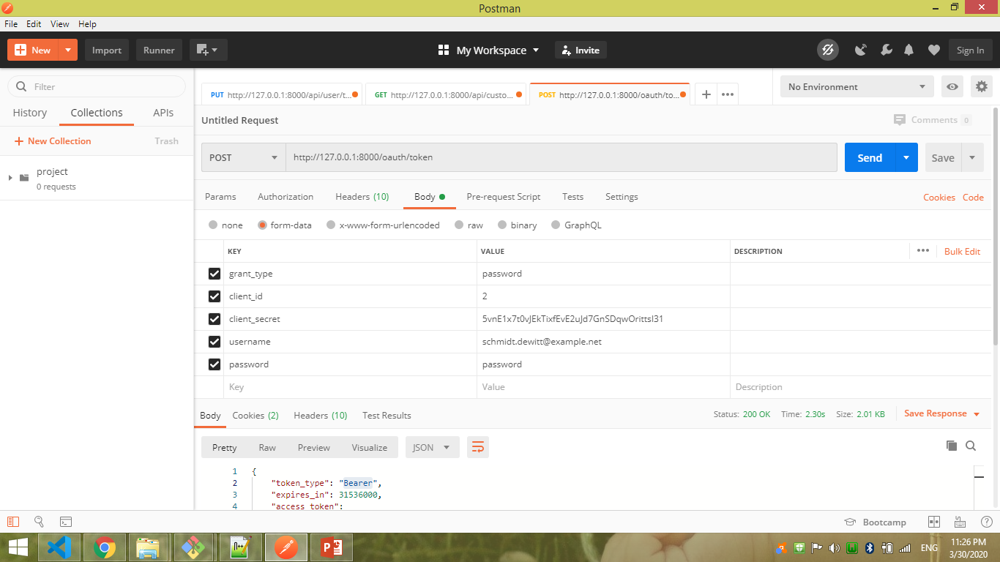 Postman
File Edit View Help
New Import Runner My Workspace Invite Sign In
Filter
History Collections APIs
New Collection Trash
project
0 requests
PUT http://127.0.0.1:8000/api/user/t... GET http://127.0.0.1:8000/api/custo... POST http://127.0.0.1:8000/oauth/to... + ••• No Environment
Untitled Request Comments 0
POST http://127.0.0.1:8000/oauth/token Send Save
Params Authorization Headers (10) Body Pre-request Script Tests Settings Cookies Code
none form-data x-www-form-urlencoded raw binary GraphQL
KEY VALUE DESCRIPTION ••• Bulk Edit
grant_type password
client_id 2
client_secret 5vnE1x7t0vJEkTixfEvE2uJd7GnSDqwOrittsI31
username schmidt.dewitt@example.net
password password
Key Value Description
Body Cookies (2) Headers (10) Test Results Status: 200 OK Time: 2.30s Size: 2.01 KB Save Response
Pretty Raw Preview Visualize JSON
1 {
2 "token_type": "Bearer",
3 "expires_in": 31536000,
4 "access_token":
Bootcamp
ENG 11:26 PM
3/30/2020